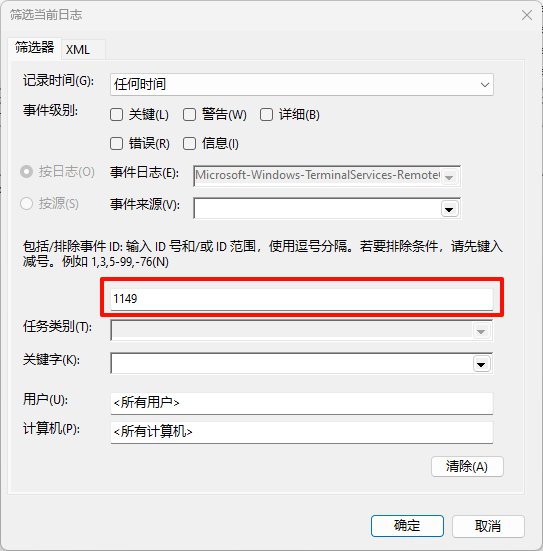 筛选当前日志
筛选器 XML
记录时间(G): 任何时间
事件级别: 关键(L) 警告(W) 详细(B)
错误(R) 信息(I)
按日志(O) 事件日志(E): Microsoft-Windows-TerminalServices-Remote
按源(S) 事件来源(V):
包括/排除事件 ID: 输入 ID 号和/或 ID 范围，使用逗号分隔。若要排除条件，请先键入
减号。例如 1,3,5-99,-76(N)
1149
任务类别(T):
关键字(K):
用户(U): <所有用户>
计算机(P): <所有计算机>
清除(A)
确定 取消